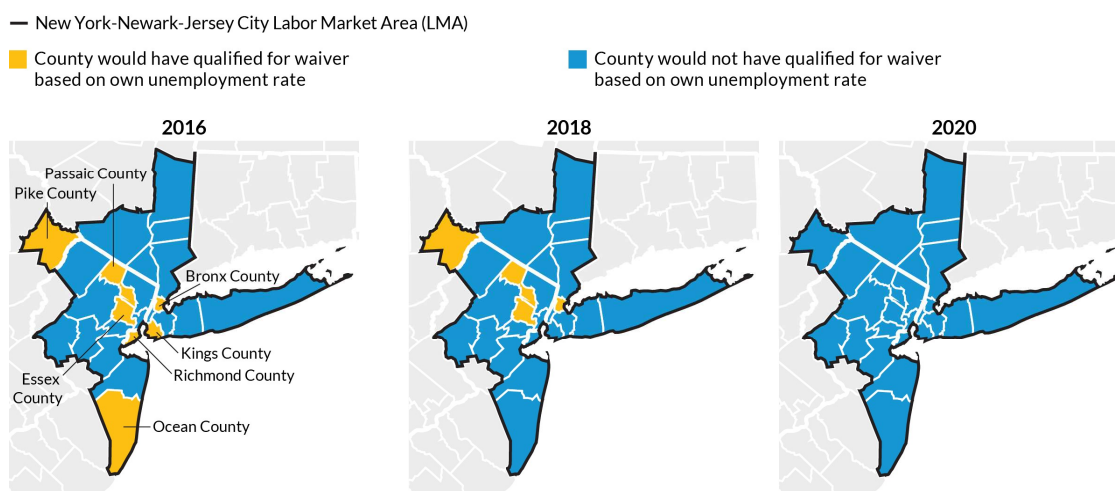 New York-Newark-Jersey City Labor Market Area (LMA)
County would have qualified for waiver
based on own unemployment rate
County would not have qualified for waiver
based on own unemployment rate
2016
2018
2020
Passaic County
Pike County
Bronx County
Kings County
Richmond County
Essex
County
Ocean County